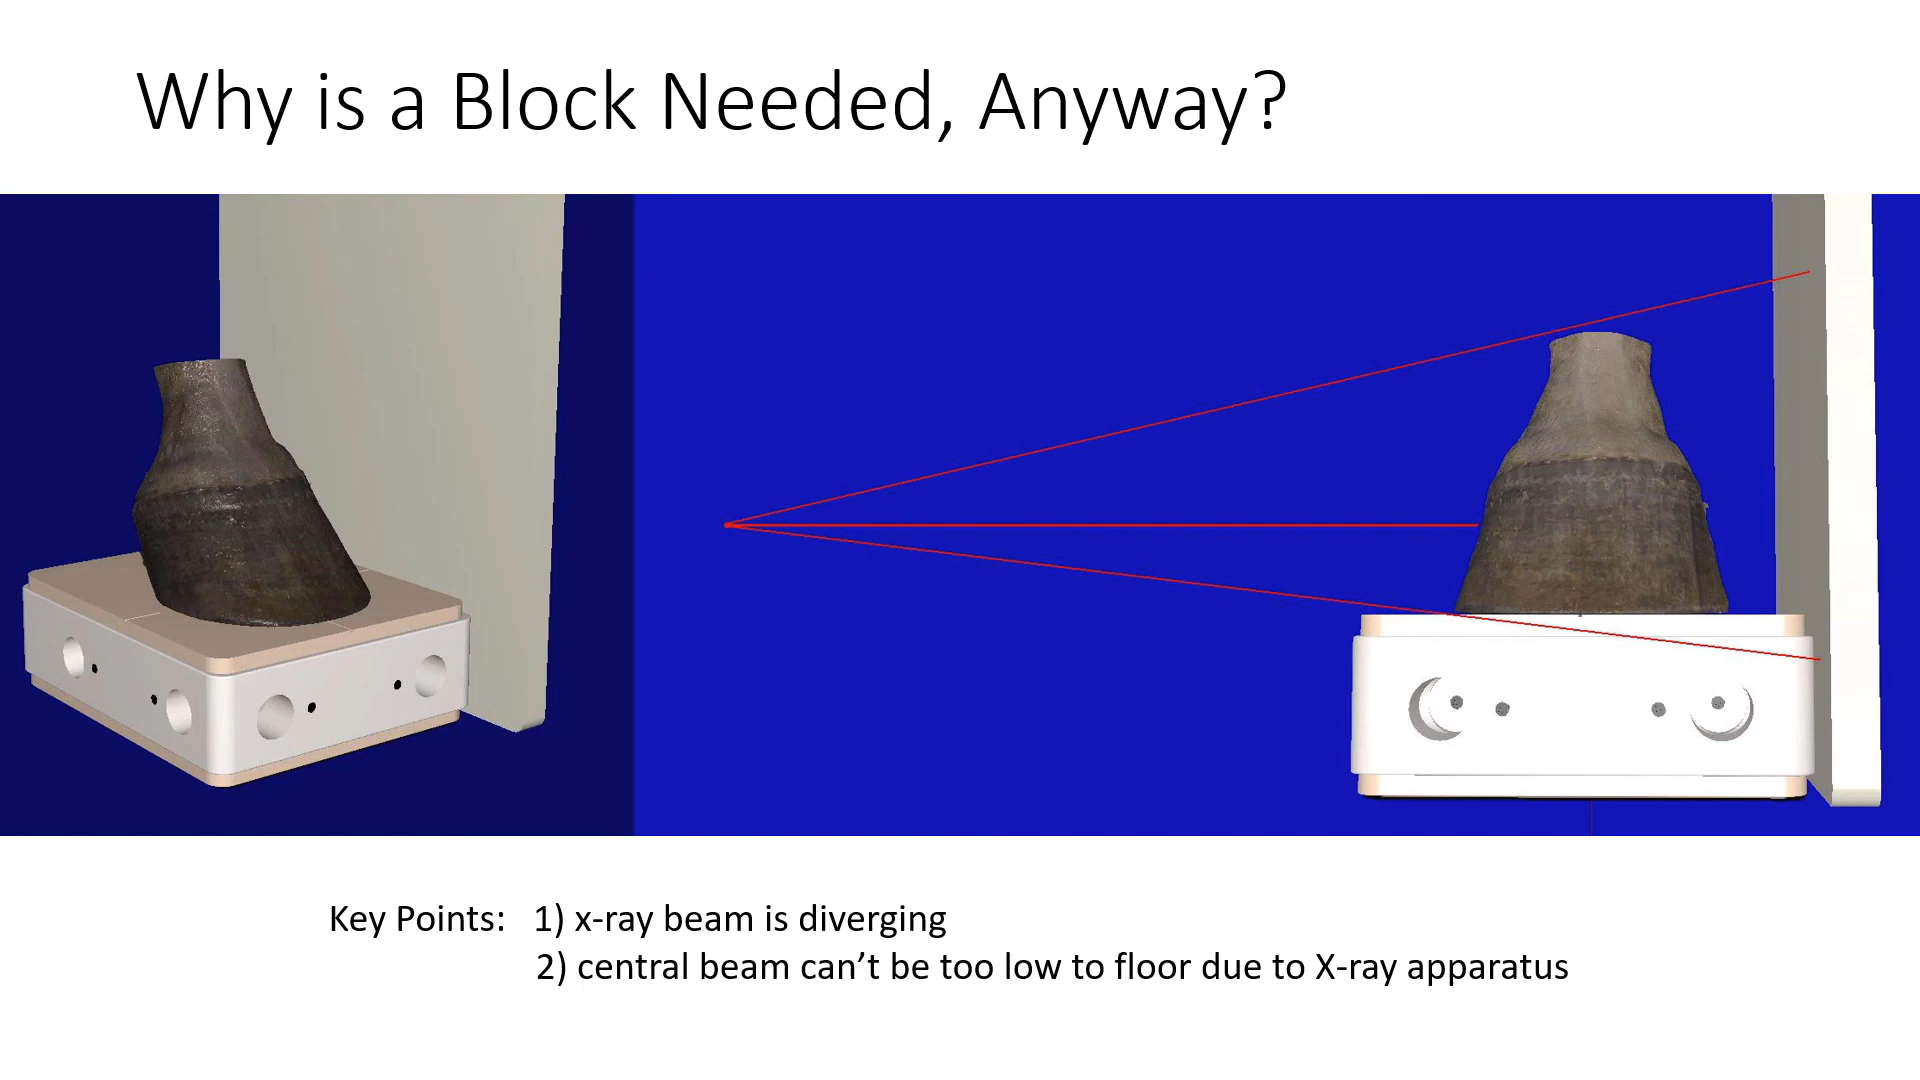 Why is a Block Needed, Anyway?
Key Points: 1) x-ray beam is diverging
2) central beam can’t be too low to floor due to X-ray apparatus